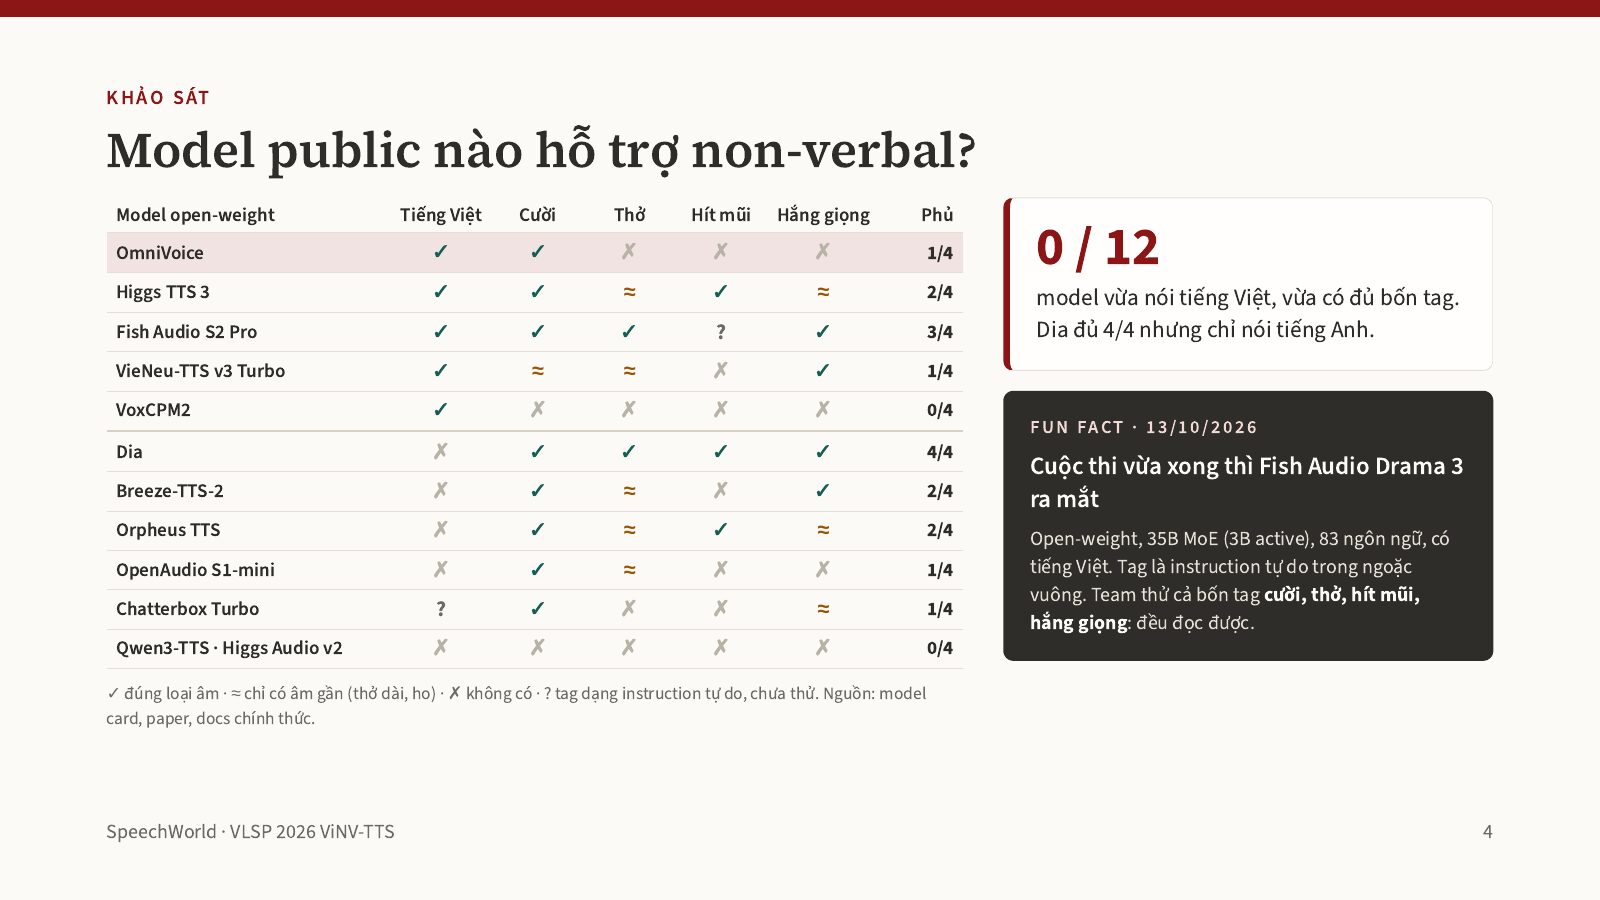 KHẢO SÁT
Model public nào hỗ trợ non-verbal?
Model open-weight Tiếng Việt Cười Thở Hít mũi Hắng giọng Phủ
OmniVoice ✓ ✓ ✗ ✗ ✗ 1/4
Higgs TTS 3 ✓ ✓ ≈ ✓ ≈ 2/4
Fish Audio S2 Pro ✓ ✓ ✓ ? ✓ 3/4
VieNeu-TTS v3 Turbo ✓ ≈ ≈ ✗ ✓ 1/4
VoxCPM2 ✓ ✗ ✗ ✗ ✗ 0/4
Dia ✗ ✓ ✓ ✓ ✓ 4/4
Breeze-TTS-2 ✗ ✓ ≈ ✗ ✓ 2/4
Orpheus TTS ✗ ✓ ≈ ✓ ≈ 2/4
OpenAudio S1-mini ✗ ✓ ≈ ✗ ✗ 1/4
Chatterbox Turbo ? ✓ ✗ ✗ ≈ 1/4
Qwen3-TTS · Higgs Audio v2 ✗ ✗ ✗ ✗ ✗ 0/4
✓ đúng loại âm · ≈ chỉ có âm gần (thở dài, ho) · ✗ không có · ? tag dạng instruction tự do, chưa thử. Nguồn: model
card, paper, docs chính thức.
0 / 12
model vừa nói tiếng Việt, vừa có đủ bốn tag.
Dia đủ 4/4 nhưng chỉ nói tiếng Anh.
FUN FACT · 13/10/2026
Cuộc thi vừa xong thì Fish Audio Drama 3
ra mắt
Open-weight, 35B MoE (3B active), 83 ngôn ngữ, có
tiếng Việt. Tag là instruction tự do trong ngoặc
vuông. Team thử cả bốn tag cười, thở, hít mũi,
hắng giọng: đều đọc được.
SpeechWorld · VLSP 2026 ViNV-TTS
4